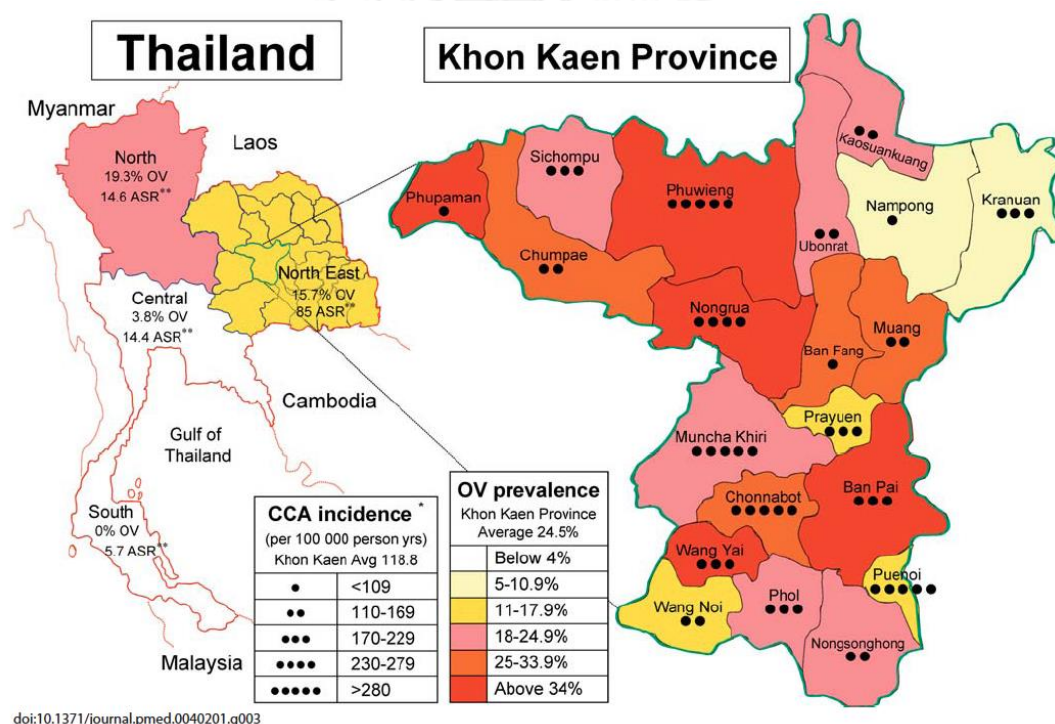 Thailand
Khon Kaen Province
Myanmar
Laos
North
19.3% OV
14.6 ASR**
North East
15.7% OV
85 ASR**
Central
3.8% OV
14.4 ASR**
Cambodia
Gulf of
Thailand
South
0% OV
5.7 ASR**
Malaysia
CCA incidence *
(per 100 000 person yrs)
Khon Kaen Avg 118.8
<109
110-169
170-229
230-279
>280
OV prevalence
Khon Kaen Province
Average 24.5%
Below 4%
5-10.9%
11-17.9%
18-24.9%
25-33.9%
Above 34%
Kaosuankuang
Sichompu
Phupaman
Phuwieng
Nampong
Kranuan
Ubonrat
Chumpae
Nongrua
Muang
Ban Fang
Prayuen
Muncha Khiri
Chonnabot
Ban Pai
Wang Yai
Puenoi
Wang Noi
Phol
Nongsonghong
doi:10.1371/journal.pmed.0040201.g003